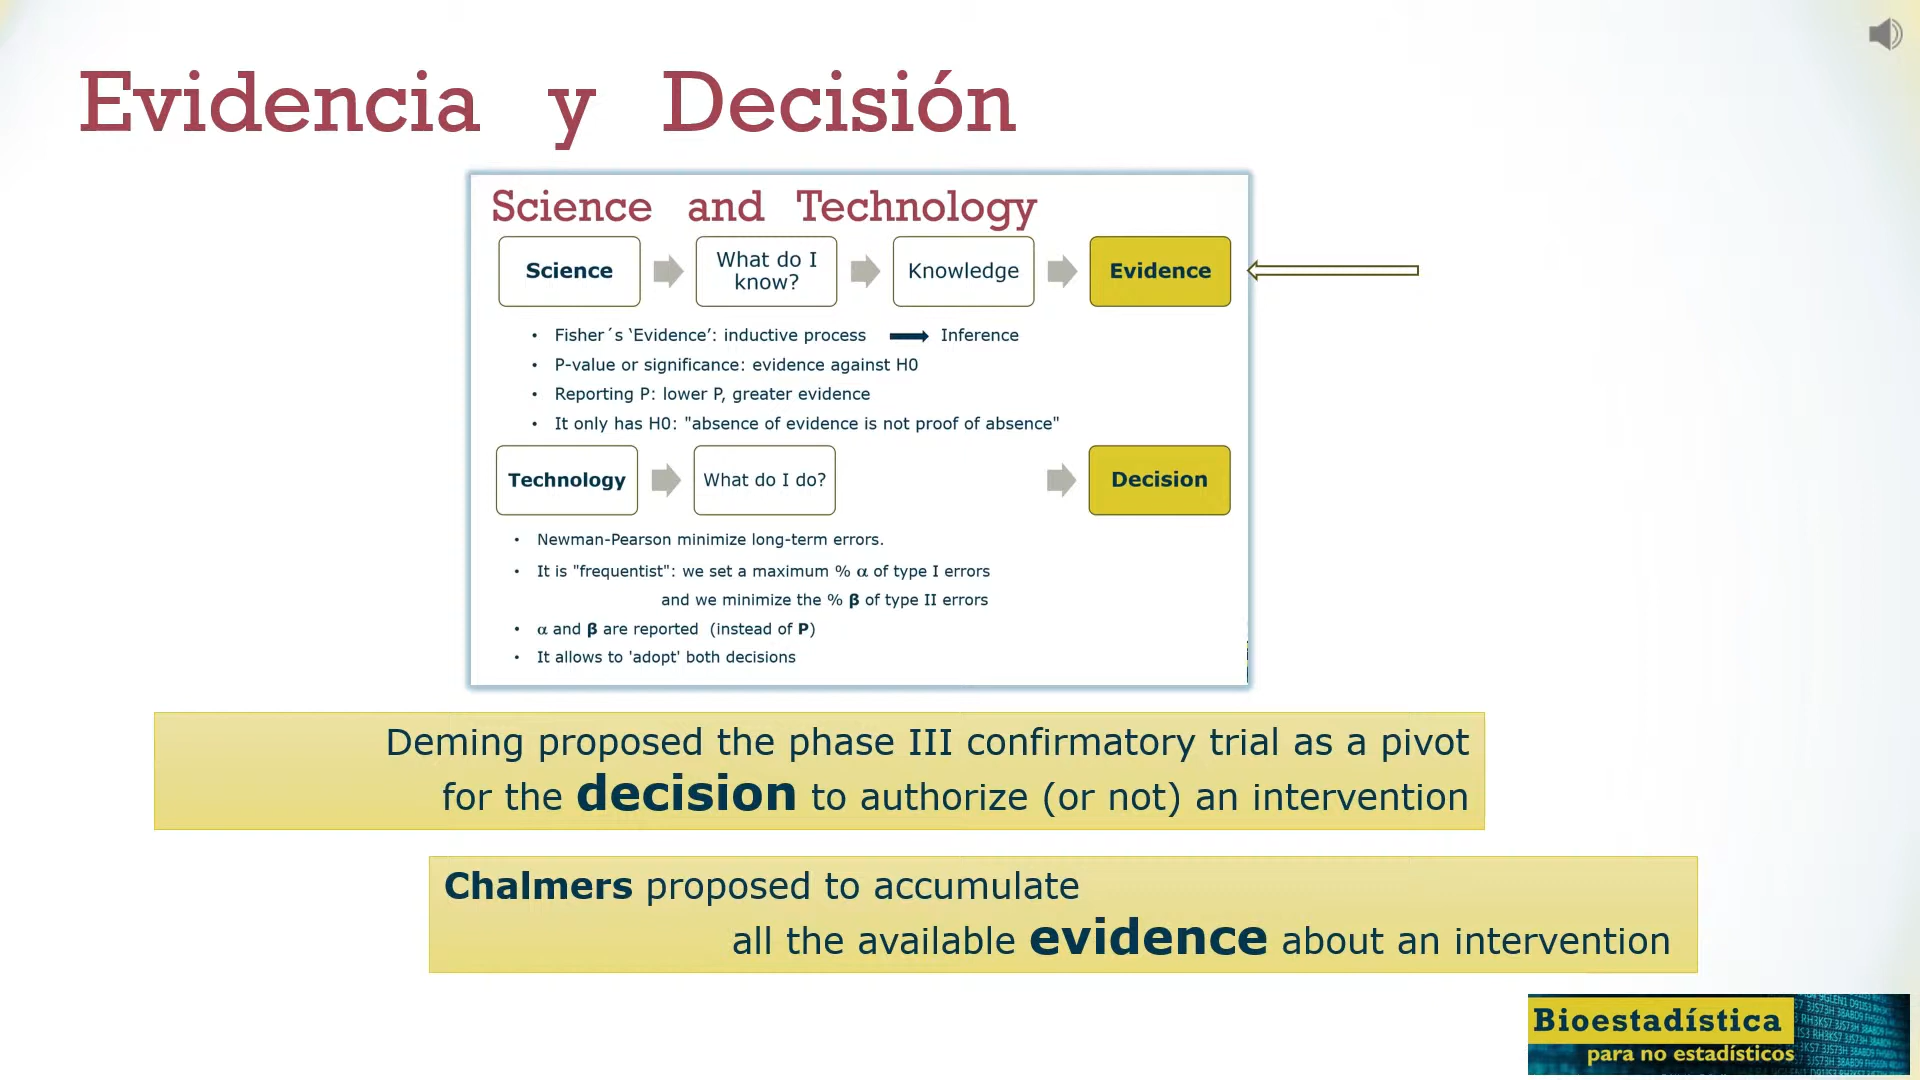 Evidencia y Decisión
Science and Technology
Science
What do I
know?
Knowledge
Evidence
• Fisher´s ‘Evidence’: inductive process Inference
• P-value or significance: evidence against H0
• Reporting P: lower P, greater evidence
• It only has H0: "absence of evidence is not proof of absence"
Technology
What do I do?
Decision
• Newman-Pearson minimize long-term errors.
• It is "frequentist": we set a maximum % α of type I errors
and we minimize the % β of type II errors
• α and β are reported (instead of P)
• It allows to 'adopt' both decisions
Deming proposed the phase III confirmatory trial as a pivot
for the decision to authorize (or not) an intervention
Chalmers proposed to accumulate
all the available evidence about an intervention
Bioestadística
para no estadísticos